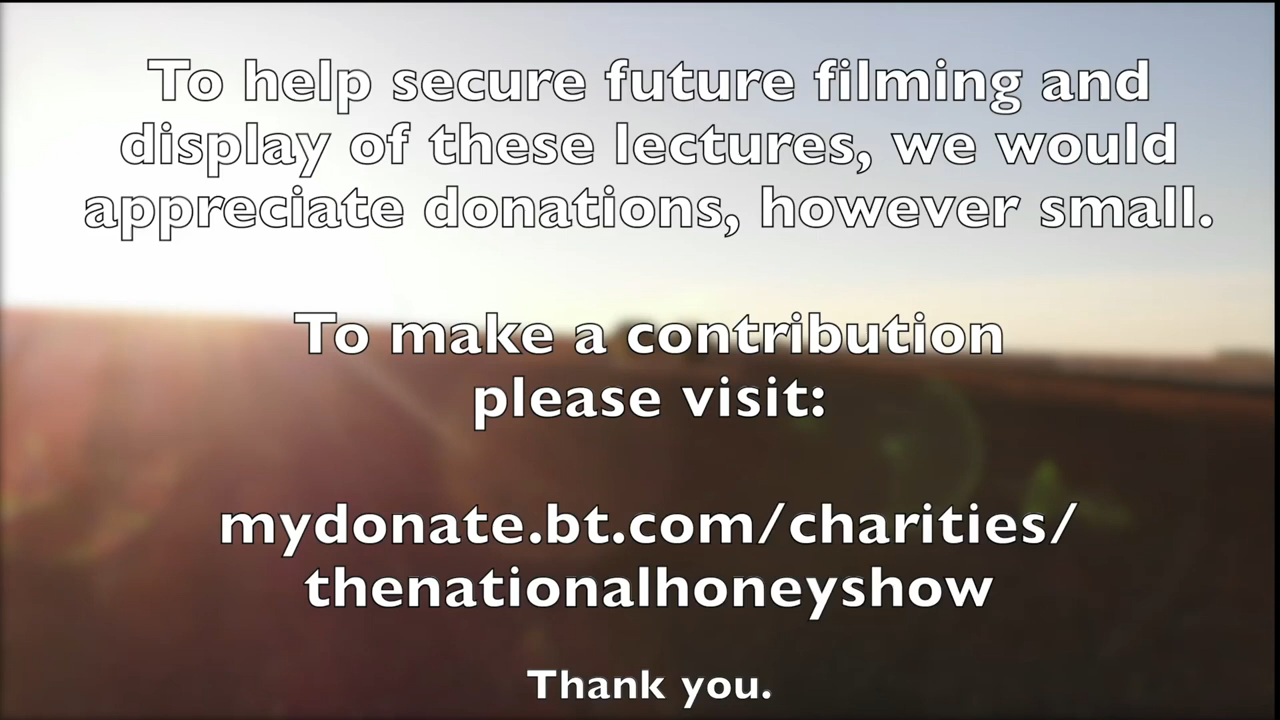 To help secure future filming and
display of these lectures, we would
appreciate donations, however small.
To make a contribution
please visit:
mydonate.bt.com/charities/
thenationalhoneyshow
Thank you.